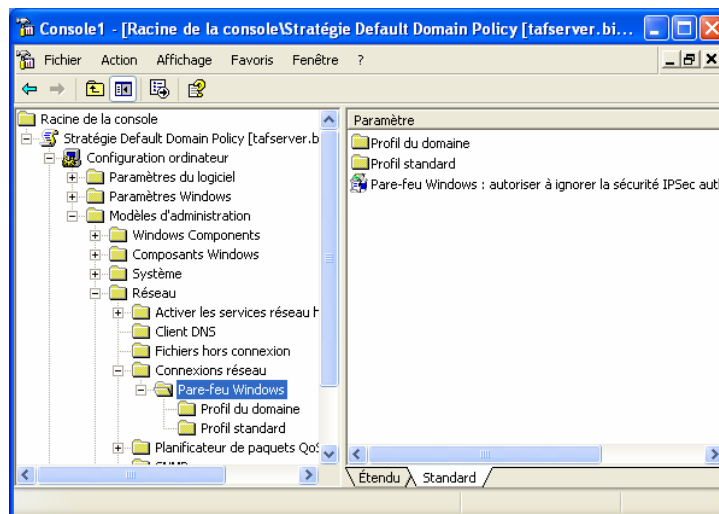 Console1 - [Racine de la console\Stratégie Default Domain Policy [tafserver.bi...
Fichier Action Affichage Favoris Fenêtre ?
Racine de la console
Stratégie Default Domain Policy [tafserver.b
Configuration ordinateur
Paramètres du logiciel
Paramètres Windows
Modèles d'administration
Windows Components
Composants Windows
Système
Réseau
Activer les services réseau h
Client DNS
Fichiers hors connexion
Connexions réseau
Pare-feu Windows
Profil du domaine
Profil standard
Planificateur de paquets QoS
Paramètre
Profil du domaine
Profil standard
Pare-feu Windows : autoriser à ignorer la sécurité IPSec aut
Étendu Standard